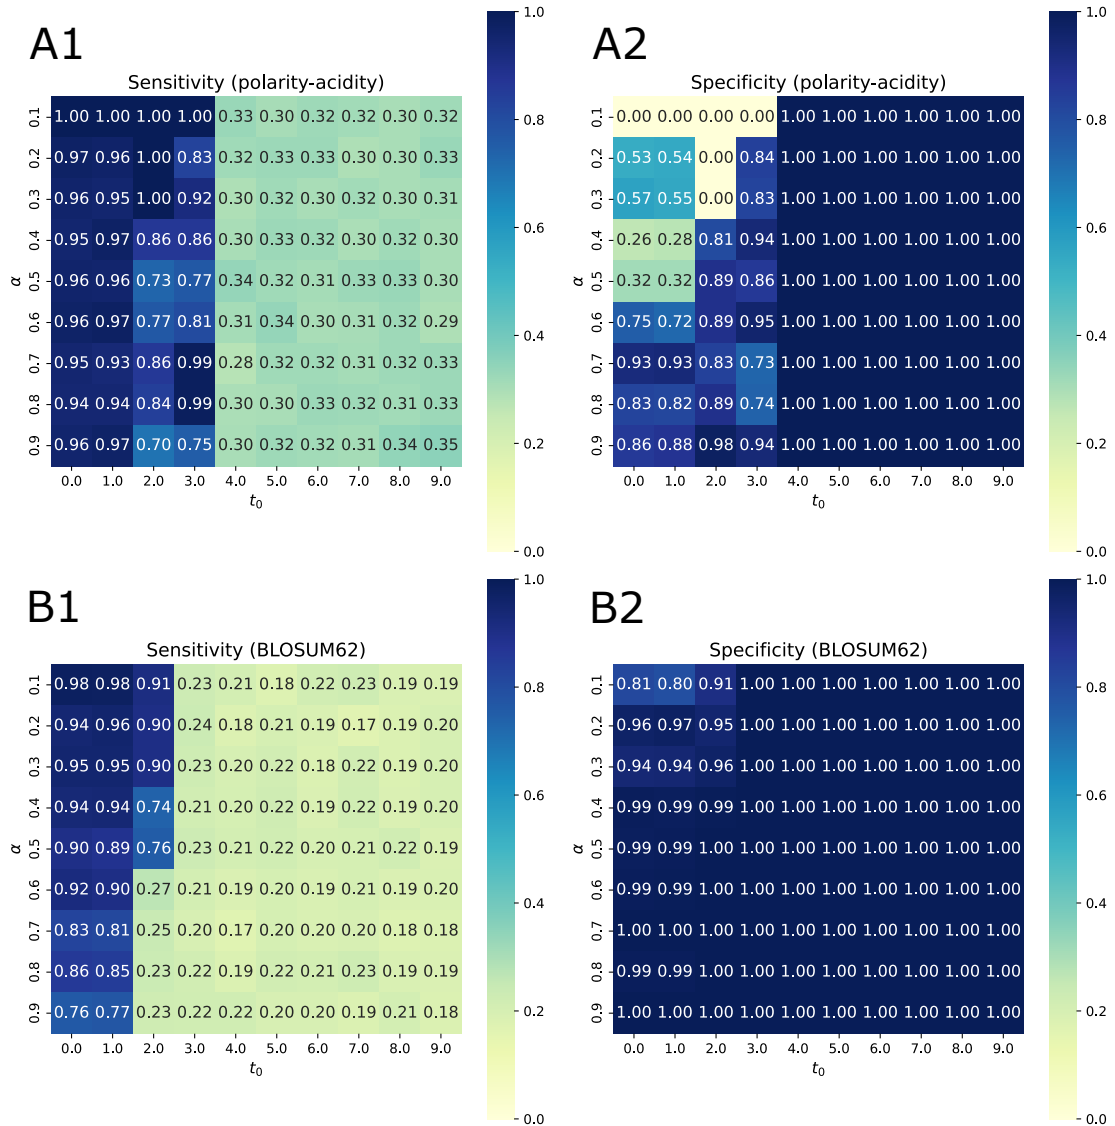 A1
Sensitivity (polarity-acidity)
0.1 1.00 1.00 1.00 1.00 0.33 0.30 0.32 0.32 0.30 0.32
0.2 0.97 0.96 1.00 0.83 0.32 0.33 0.33 0.30 0.30 0.33
0.3 0.96 0.95 1.00 0.92 0.30 0.32 0.30 0.32 0.30 0.31
0.4 0.95 0.97 0.86 0.86 0.30 0.33 0.32 0.30 0.32 0.30
0.5 0.96 0.96 0.73 0.77 0.34 0.32 0.31 0.33 0.33 0.30
0.6 0.96 0.97 0.77 0.81 0.31 0.34 0.30 0.31 0.32 0.29
0.7 0.95 0.93 0.86 0.99 0.28 0.32 0.32 0.31 0.32 0.33
0.8 0.94 0.94 0.84 0.99 0.30 0.30 0.33 0.32 0.31 0.33
0.9 0.96 0.97 0.70 0.75 0.30 0.32 0.32 0.31 0.34 0.35
α
0.0 1.0 2.0 3.0 4.0 5.0 6.0 7.0 8.0 9.0
t0
1.0
0.8
0.6
0.4
0.2
0.0
A2
Specificity (polarity-acidity)
0.1 0.00 0.00 0.00 0.00 1.00 1.00 1.00 1.00 1.00 1.00
0.2 0.53 0.54 0.00 0.84 1.00 1.00 1.00 1.00 1.00 1.00
0.3 0.57 0.55 0.00 0.83 1.00 1.00 1.00 1.00 1.00 1.00
0.4 0.26 0.28 0.81 0.94 1.00 1.00 1.00 1.00 1.00 1.00
0.5 0.32 0.32 0.89 0.86 1.00 1.00 1.00 1.00 1.00 1.00
0.6 0.75 0.72 0.89 0.95 1.00 1.00 1.00 1.00 1.00 1.00
0.7 0.93 0.93 0.83 0.73 1.00 1.00 1.00 1.00 1.00 1.00
0.8 0.83 0.82 0.89 0.74 1.00 1.00 1.00 1.00 1.00 1.00
0.9 0.86 0.88 0.98 0.94 1.00 1.00 1.00 1.00 1.00 1.00
α
0.0 1.0 2.0 3.0 4.0 5.0 6.0 7.0 8.0 9.0
t0
1.0
0.8
0.6
0.4
0.2
0.0
B1
Sensitivity (BLOSUM62)
0.1 0.98 0.98 0.91 0.23 0.21 0.18 0.22 0.23 0.19 0.19
0.2 0.94 0.96 0.90 0.24 0.18 0.21 0.19 0.17 0.19 0.20
0.3 0.95 0.95 0.90 0.23 0.20 0.22 0.18 0.22 0.19 0.20
0.4 0.94 0.94 0.74 0.21 0.20 0.22 0.19 0.22 0.19 0.20
0.5 0.90 0.89 0.76 0.23 0.21 0.22 0.20 0.21 0.22 0.19
0.6 0.92 0.90 0.27 0.21 0.19 0.20 0.19 0.21 0.19 0.20
0.7 0.83 0.81 0.25 0.20 0.17 0.20 0.20 0.20 0.18 0.18
0.8 0.86 0.85 0.23 0.22 0.19 0.22 0.21 0.23 0.19 0.19
0.9 0.76 0.77 0.23 0.22 0.22 0.20 0.20 0.19 0.21 0.18
α
0.0 1.0 2.0 3.0 4.0 5.0 6.0 7.0 8.0 9.0
t0
1.0
0.8
0.6
0.4
0.2
0.0
B2
Specificity (BLOSUM62)
0.1 0.81 0.80 0.91 1.00 1.00 1.00 1.00 1.00 1.00 1.00
0.2 0.96 0.97 0.95 1.00 1.00 1.00 1.00 1.00 1.00 1.00
0.3 0.94 0.94 0.96 1.00 1.00 1.00 1.00 1.00 1.00 1.00
0.4 0.99 0.99 0.99 1.00 1.00 1.00 1.00 1.00 1.00 1.00
0.5 0.99 0.99 1.00 1.00 1.00 1.00 1.00 1.00 1.00 1.00
0.6 0.99 0.99 1.00 1.00 1.00 1.00 1.00 1.00 1.00 1.00
0.7 1.00 1.00 1.00 1.00 1.00 1.00 1.00 1.00 1.00 1.00
0.8 0.99 0.99 1.00 1.00 1.00 1.00 1.00 1.00 1.00 1.00
0.9 1.00 1.00 1.00 1.00 1.00 1.00 1.00 1.00 1.00 1.00
α
0.0 1.0 2.0 3.0 4.0 5.0 6.0 7.0 8.0 9.0
t0
1.0
0.8
0.6
0.4
0.2
0.0